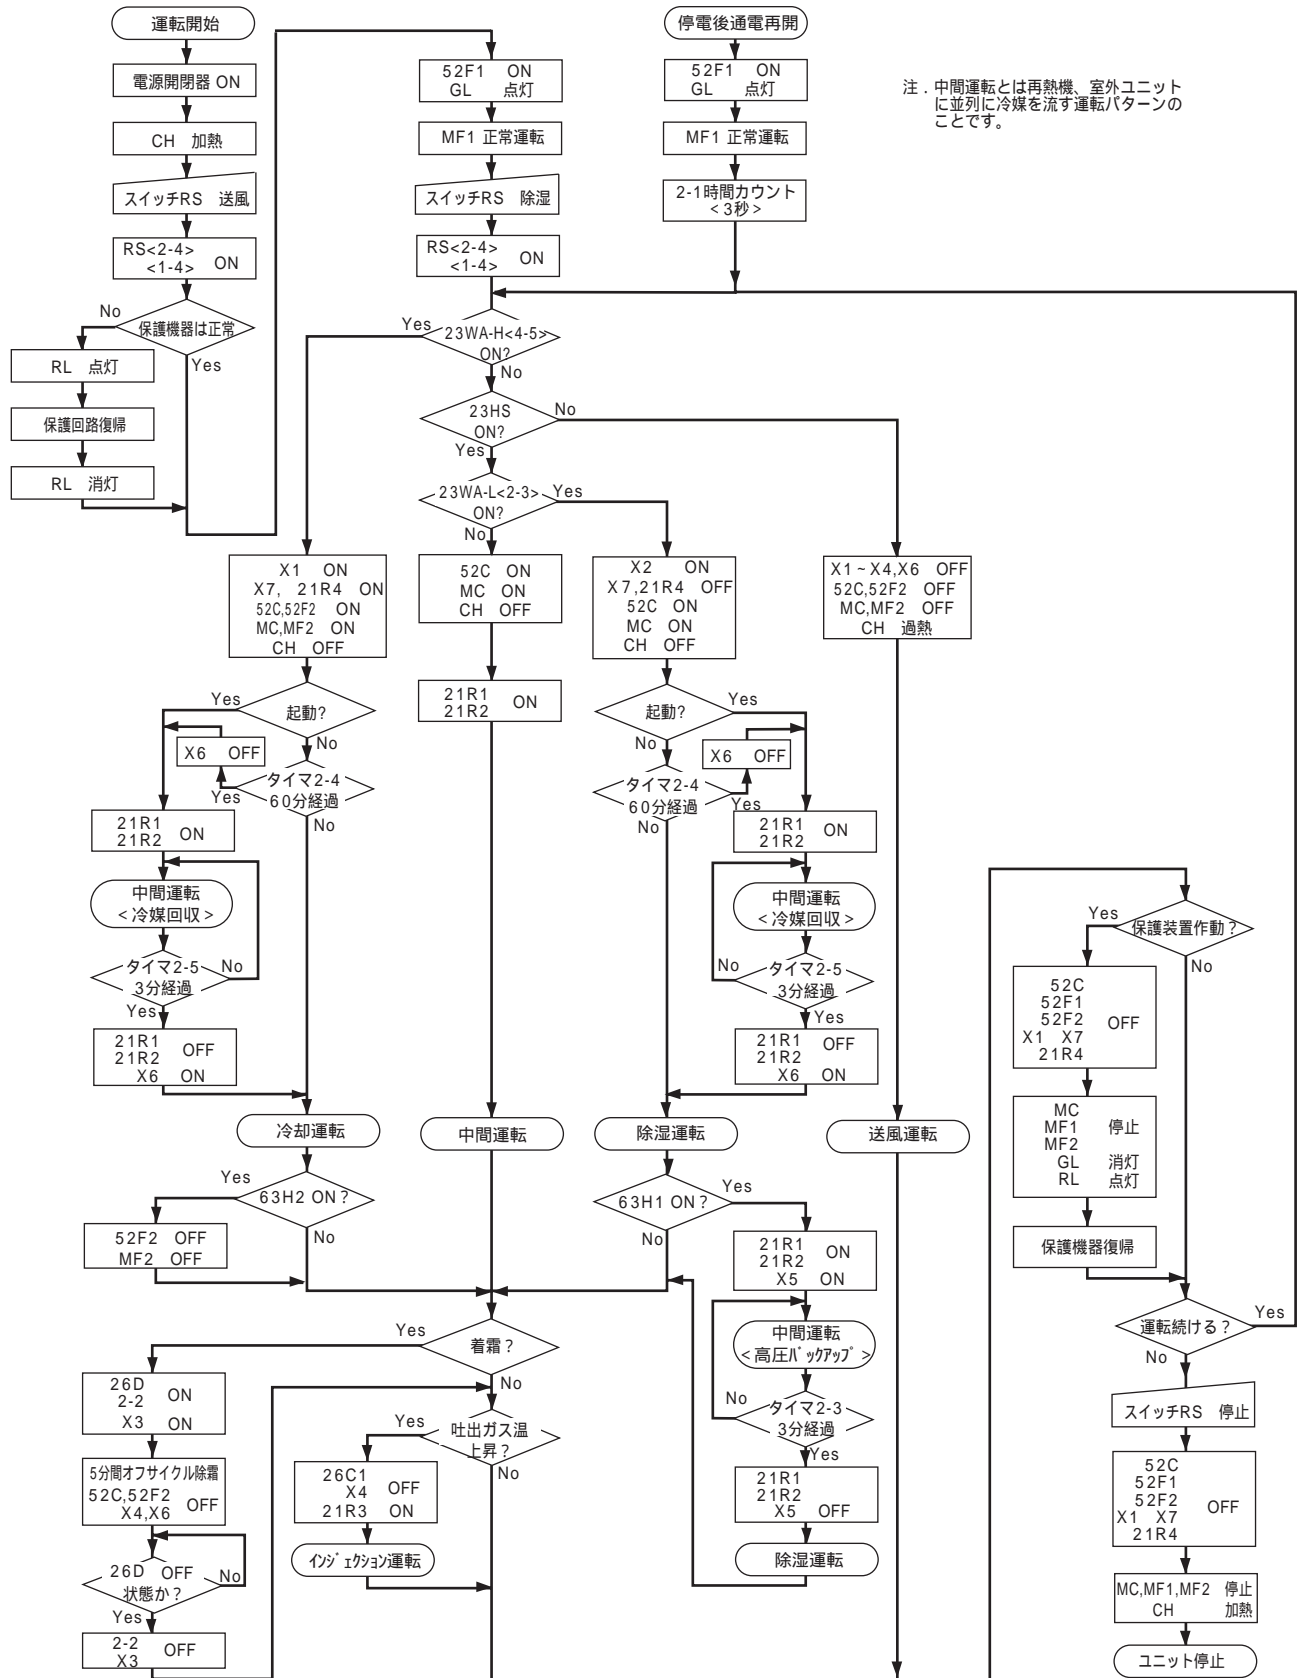 運転開始
電源開閉器 ON
CH 加熱
スイッチRS 送風
RS<2-4>
<1-4> ON
保護機器は正常
No
Yes
RL 点灯
保護回路復帰
RL 消灯
52F1 ON
GL 点灯
MF1 正常運転
スイッチRS 除湿
RS<2-4>
<1-4> ON
停電後通電再開
52F1 ON
GL 点灯
MF1 正常運転
2-1時間カウント
<3秒>
注．中間運転とは再熱機、室外ユニット
に並列に冷媒を流す運転パターンの
ことです。
Yes
23WA-H<4-5>
ON?
No
23HS
ON?
No
Yes
23WA-L<2-3>
ON?
Yes
No
X1 ON
X7, 21R4 ON
52C,52F2 ON
MC,MF2 ON
CH OFF
52C ON
MC ON
CH OFF
X2 ON
X7,21R4 OFF
52C ON
MC ON
CH OFF
X1～X4,X6 OFF
52C,52F2 OFF
MC,MF2 OFF
CH 過熱
Yes
起動?
No
X6 OFF
タイマ2-4
60分経過
Yes
No
21R1
21R2 ON
中間運転
<冷媒回収>
タイマ2-5
3分経過
No
Yes
21R1
21R2 OFF
X6 ON
冷却運転
Yes
63H2 ON？
No
52F2 OFF
MF2 OFF
21R1
21R2 ON
中間運転
起動?
Yes
No
X6 OFF
タイマ2-4
60分経過
Yes
No
21R1
21R2 ON
中間運転
<冷媒回収>
No
タイマ2-5
3分経過
Yes
21R1
21R2 OFF
X6 ON
除湿運転
63H1 ON？
Yes
No
21R1
21R2 ON
X5 ON
中間運転
<高圧バックアップ>
No
タイマ2-3
3分経過
Yes
21R1
21R2
X5 OFF
除湿運転
送風運転
Yes
着霜？
No
26D
2-2 ON
X3 ON
5分間オフサイクル除霜
52C,52F2
X4,X6 OFF
26D OFF
状態か？
No
Yes
2-2
X3 OFF
Yes
吐出ガス温
上昇？
No
26C1
X4 OFF
21R3 ON
インジェクション運転
Yes
保護装置作動？
No
52C
52F1
52F2
X1 X7
21R4
OFF
MC
MF1 停止
MF2
GL 消灯
RL 点灯
保護機器復帰
運転続ける？
Yes
No
スイッチRS 停止
52C
52F1
52F2
X1 X7
21R4
OFF
MC,MF1,MF2 停止
CH 加熱
ユニット停止